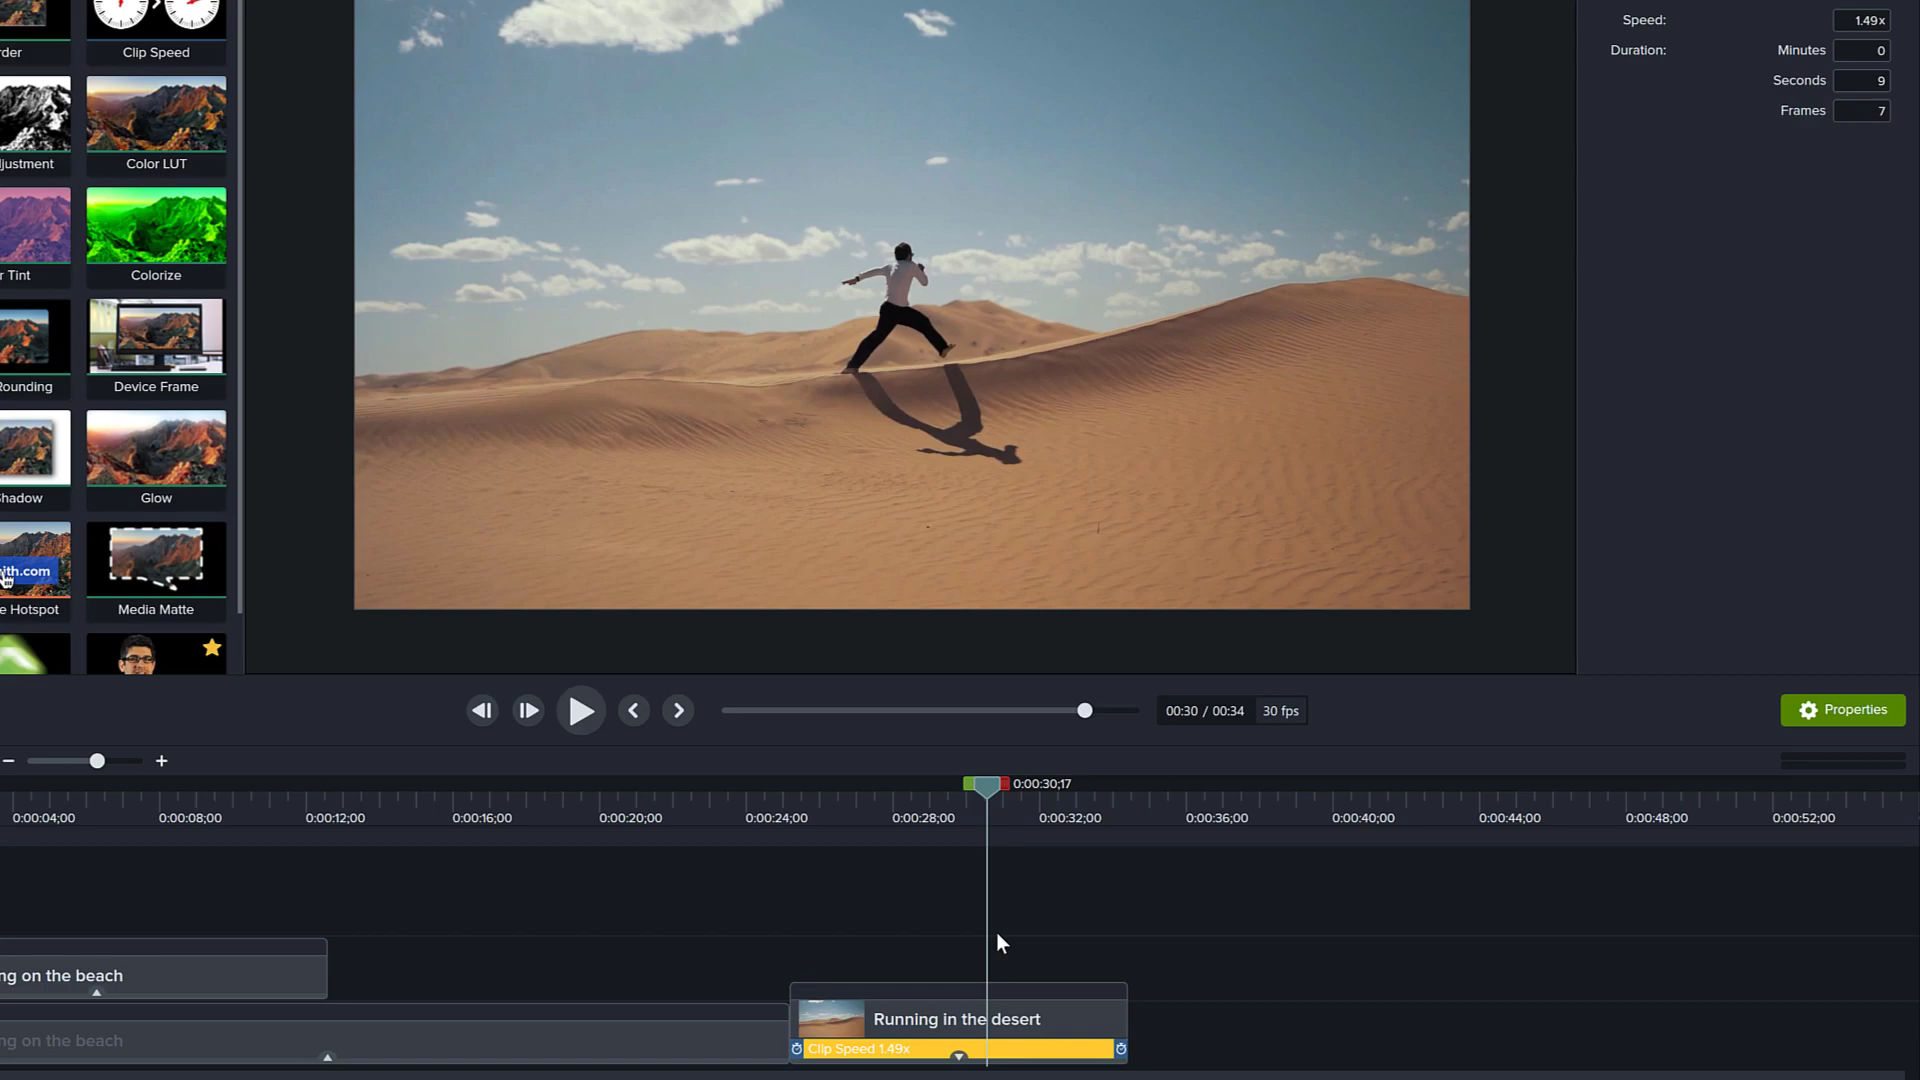 rder
Clip Speed
Speed:
1.49x
Duration:
Minutes
0
Seconds
9
Frames
7
ljustment
Color LUT
r Tint
Colorize
Rounding
Device Frame
Shadow
Glow
ith.com
e Hotspot
Media Matte
00:30 / 00:34
30 fps
Properties
0:00:30;17
0:00:04;00
0:00:08;00
0:00:12;00
0:00:16;00
0:00:20;00
0:00:24;00
0:00:28;00
0:00:32;00
0:00:36;00
0:00:40;00
0:00:44;00
0:00:48;00
0:00:52;00
ng on the beach
Running in the desert
ng on the beach
Clip Speed 1.49x